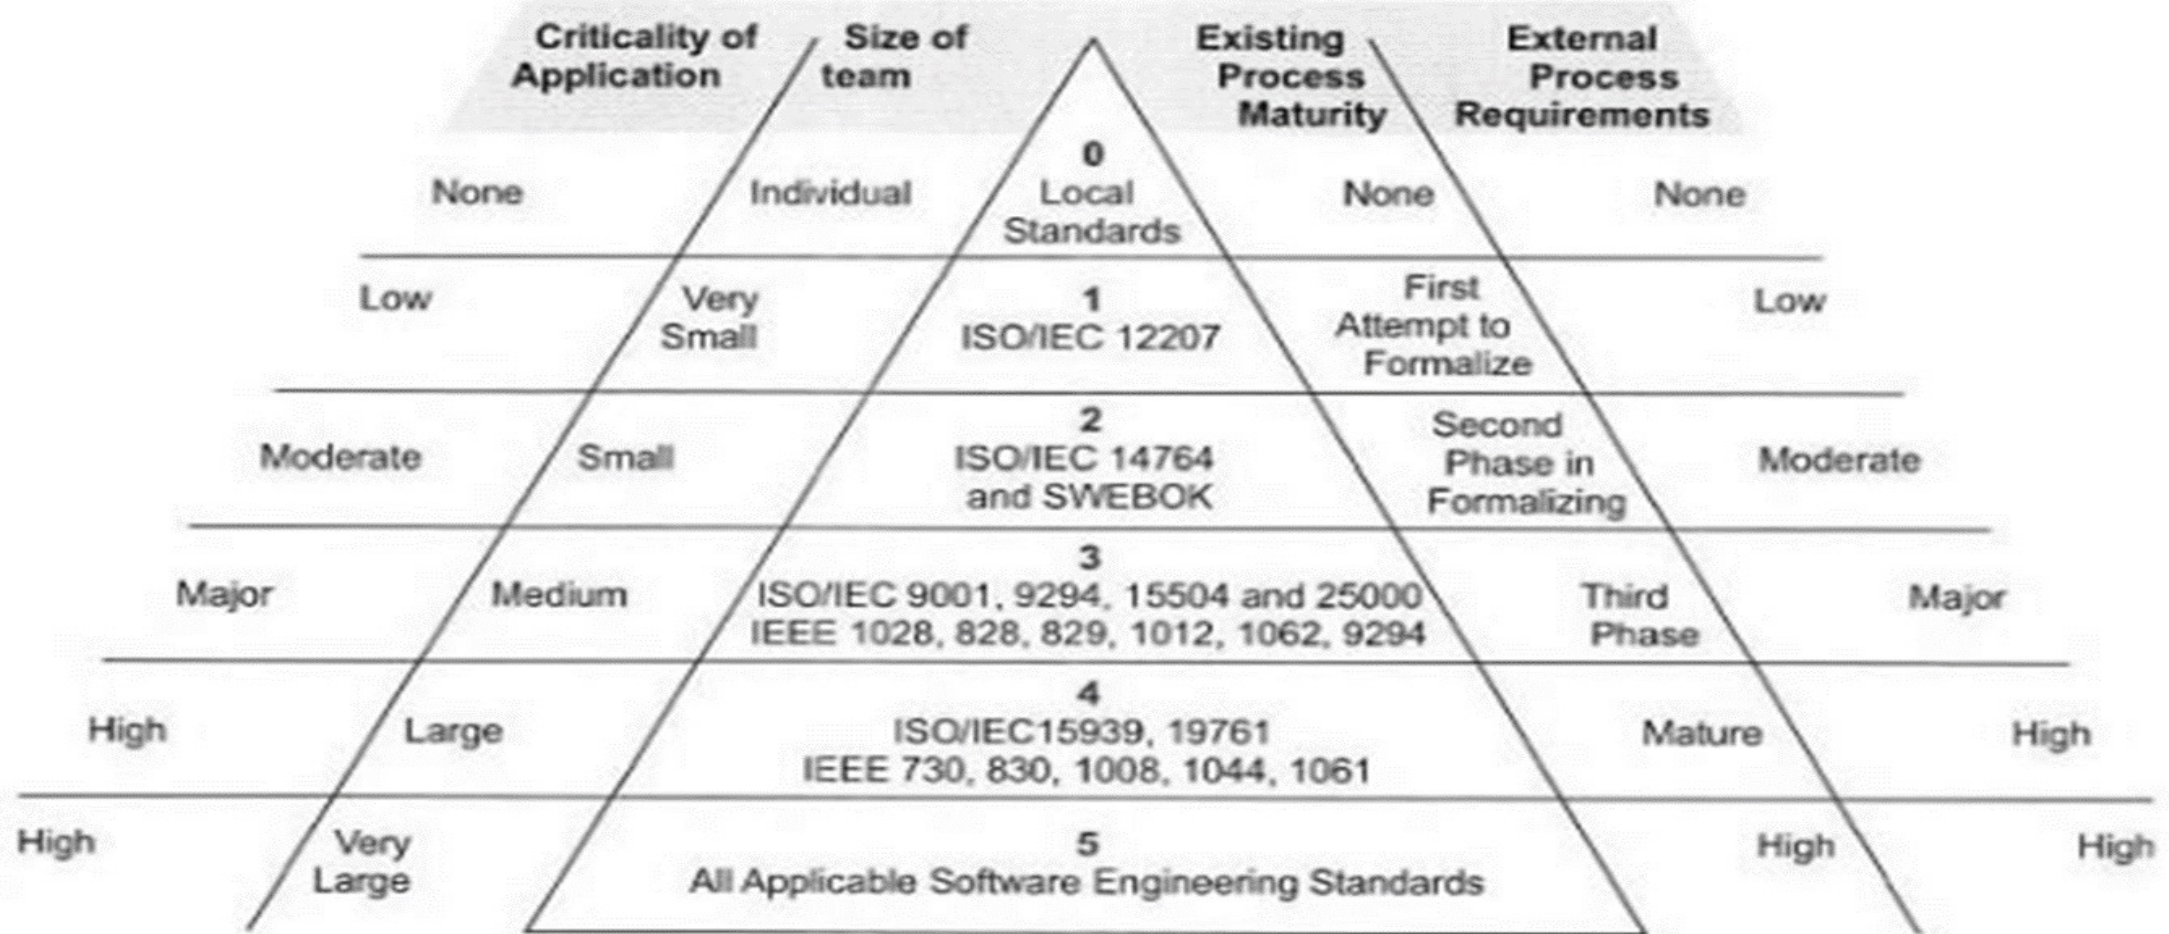 Criticality of
Application
Size of
team
Existing
Process
Maturity
External
Process
Requirements
None
Individual
0
Local
Standards
None
None
Low
Very
Small
1
ISO/IEC 12207
First
Attempt to
Formalize
Low
Moderate
Small
2
ISO/IEC 14764
and SWEBOK
Second
Phase in
Formalizing
Moderate
Major
Medium
3
ISO/IEC 9001, 9294, 15504 and 25000
IEEE 1028, 828, 829, 1012, 1062, 9294
Third
Phase
Major
High
Large
4
ISO/IEC15939, 19761
IEEE 730, 830, 1008, 1044, 1061
Mature
High
High
Very
Large
5
All Applicable Software Engineering Standards
High
High